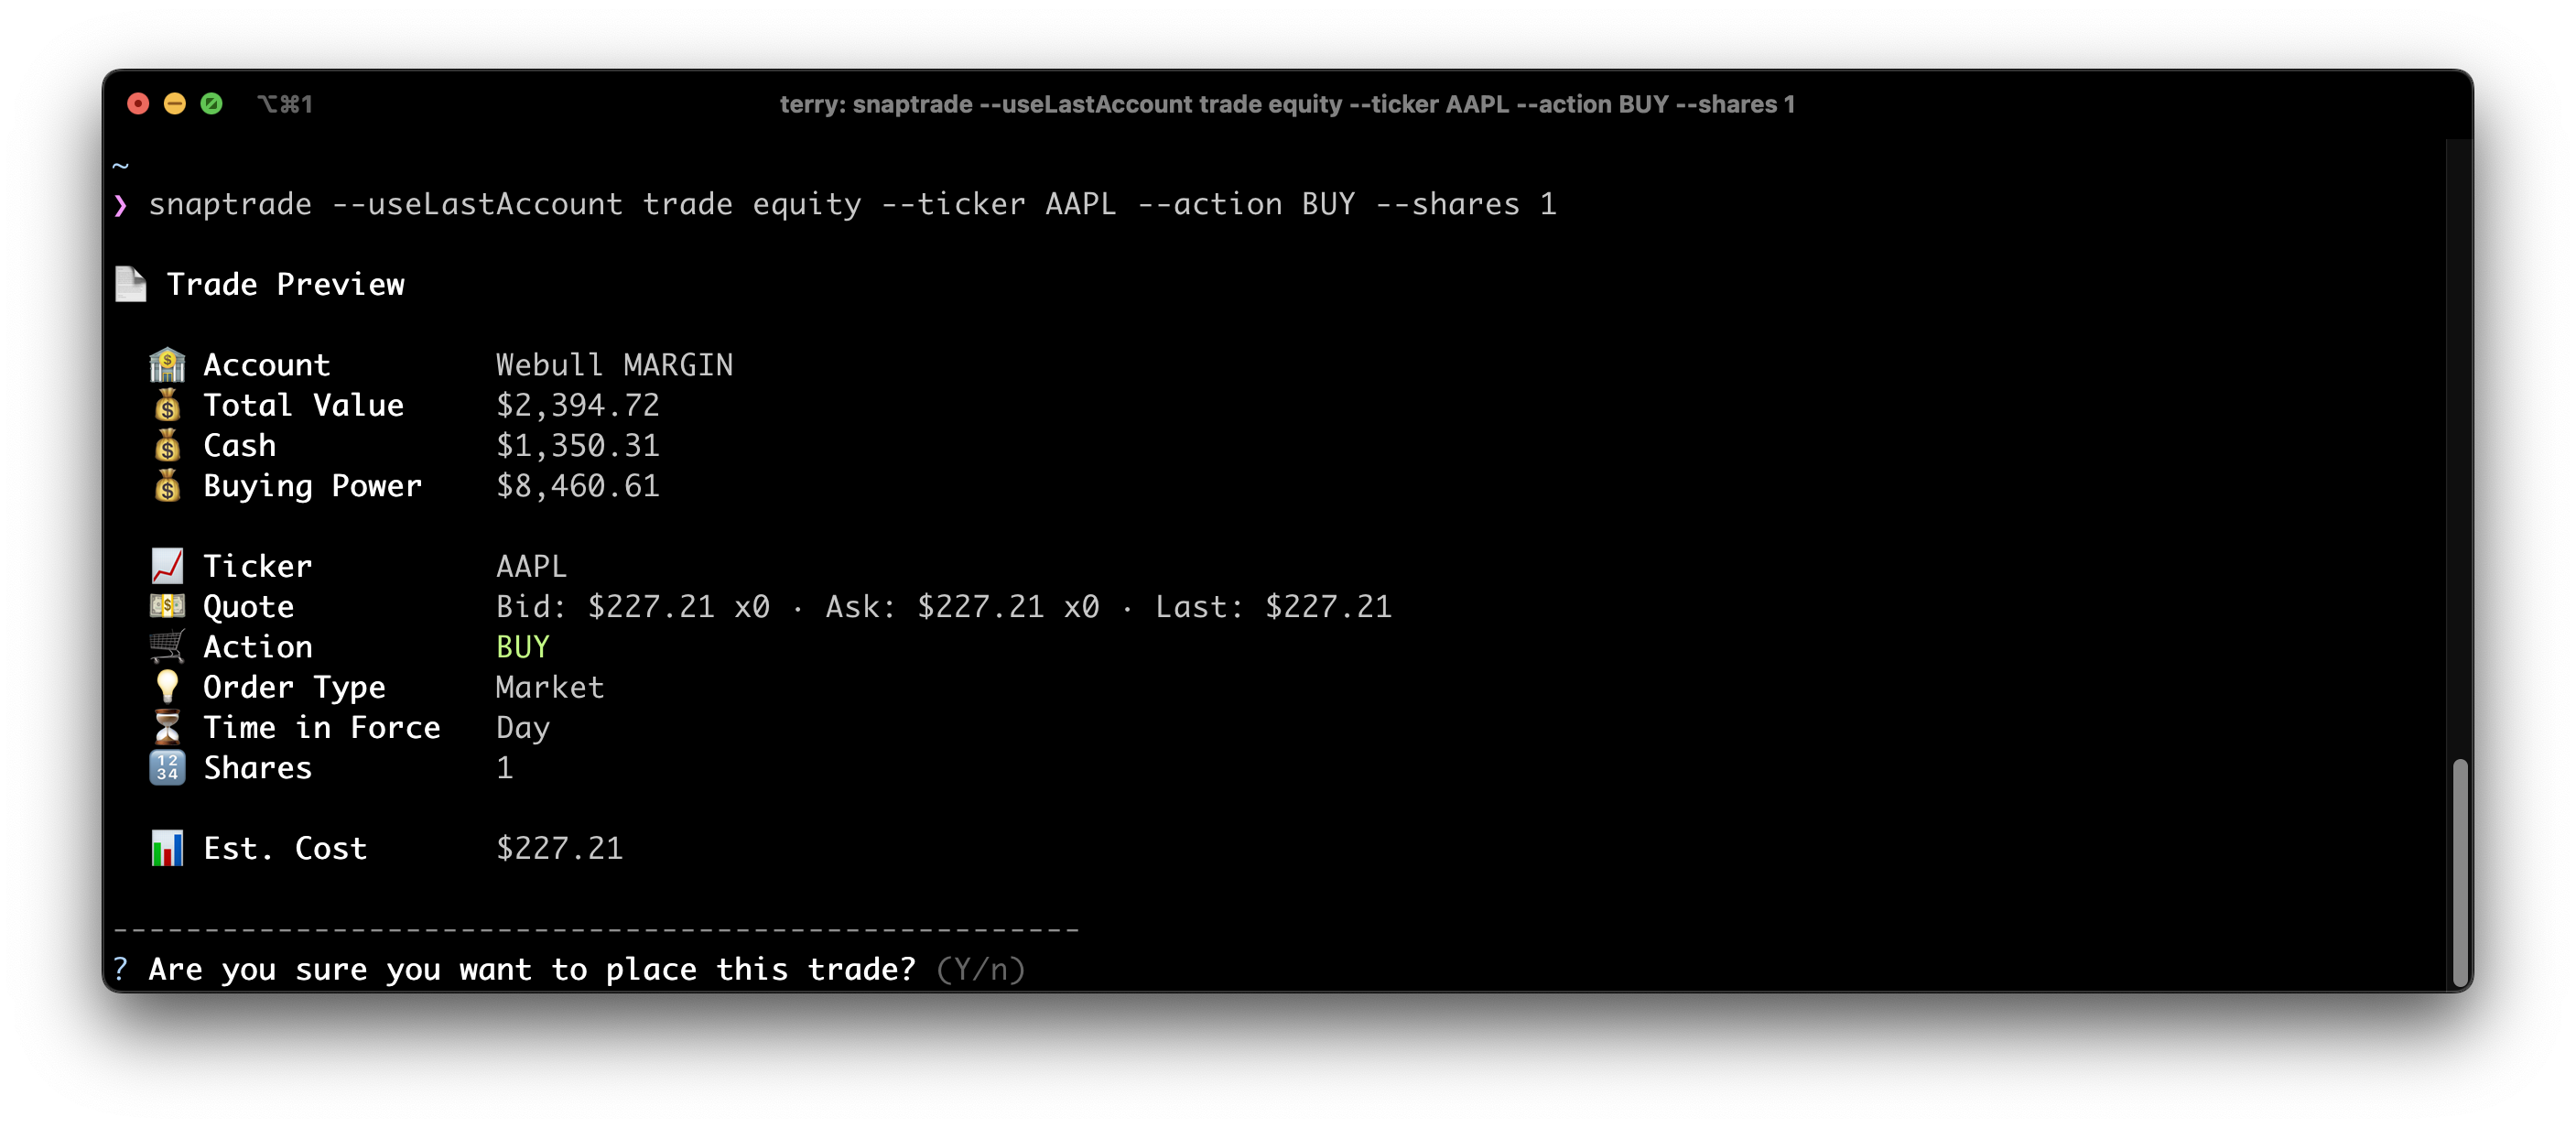 ⌥⌘1 terry: snaptrade --useLastAccount trade equity --ticker AAPL --action BUY --shares 1
~
❯ snaptrade --useLastAccount trade equity --ticker AAPL --action BUY --shares 1
Trade Preview
Account Webull MARGIN
Total Value $2,394.72
Cash $1,350.31
Buying Power $8,460.61
Ticker AAPL
Quote Bid: $227.21 x0 · Ask: $227.21 x0 · Last: $227.21
Action BUY
Order Type Market
Time in Force Day
Shares 1
Est. Cost $227.21
-----------------------------------------------------
? Are you sure you want to place this trade? (Y/n)